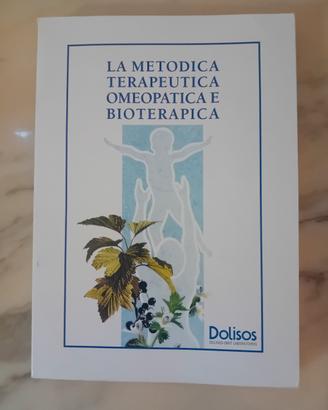 LA METODICA
TERAPEUTICA
OMEOPATICA E
BIOTERAPICA
Dolisos